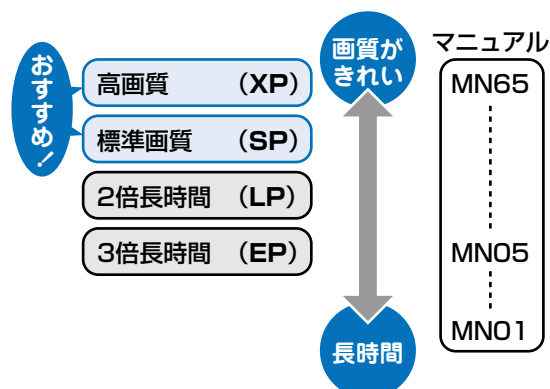 おすすめ!
高画質 (XP)
標準画質 (SP)
2倍長時間 (LP)
3倍長時間 (EP)
画質が
きれい
長時間
マニュアル
MN65
MN05
MN01